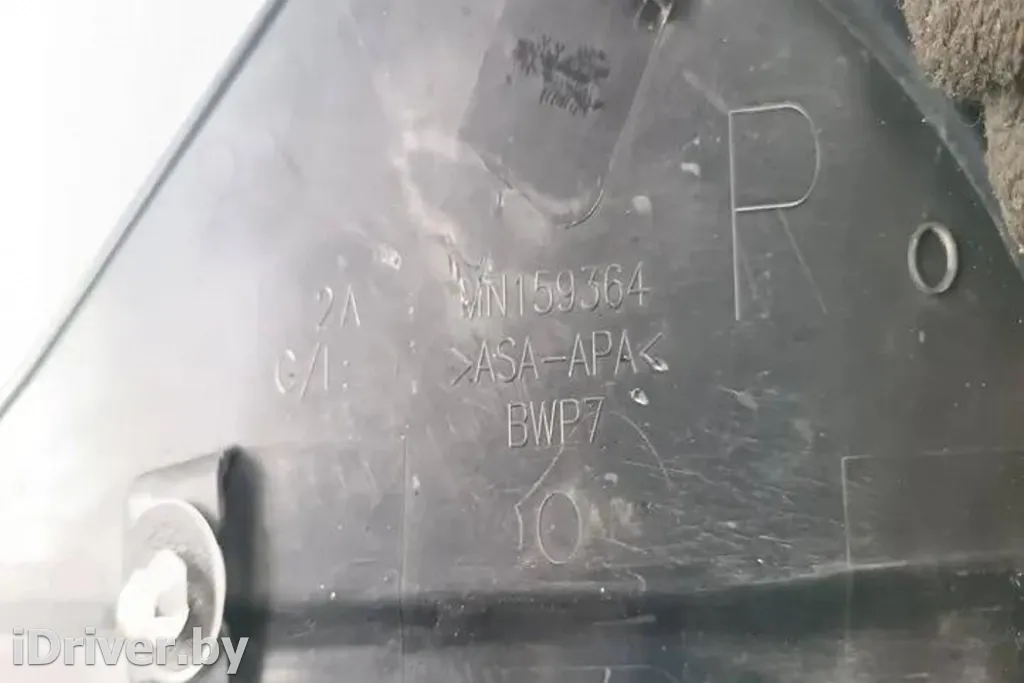 R
2A MN159364
C/I: >ASA-APA<
BWP7
iDriver.by